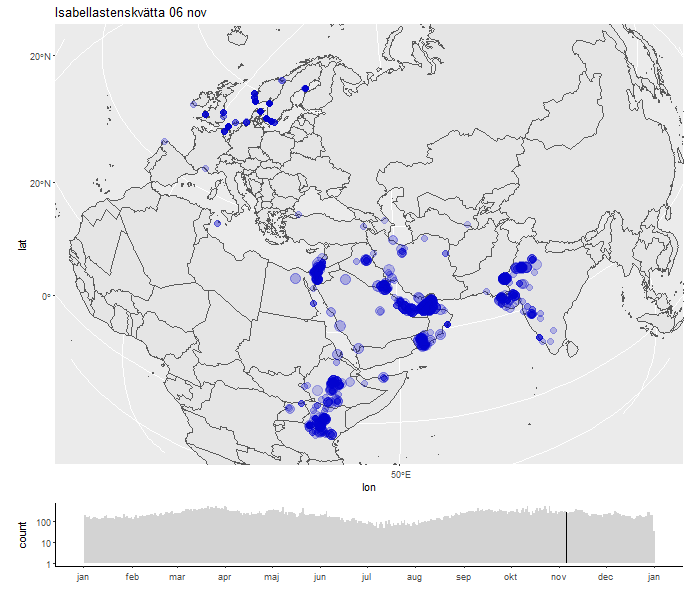 Isabellastenskvätta 06 nov
20°N
20°N
0°
lat
50°E
lon
count
100
10
1
jan feb mar apr maj jun jul aug sep okt nov dec jan